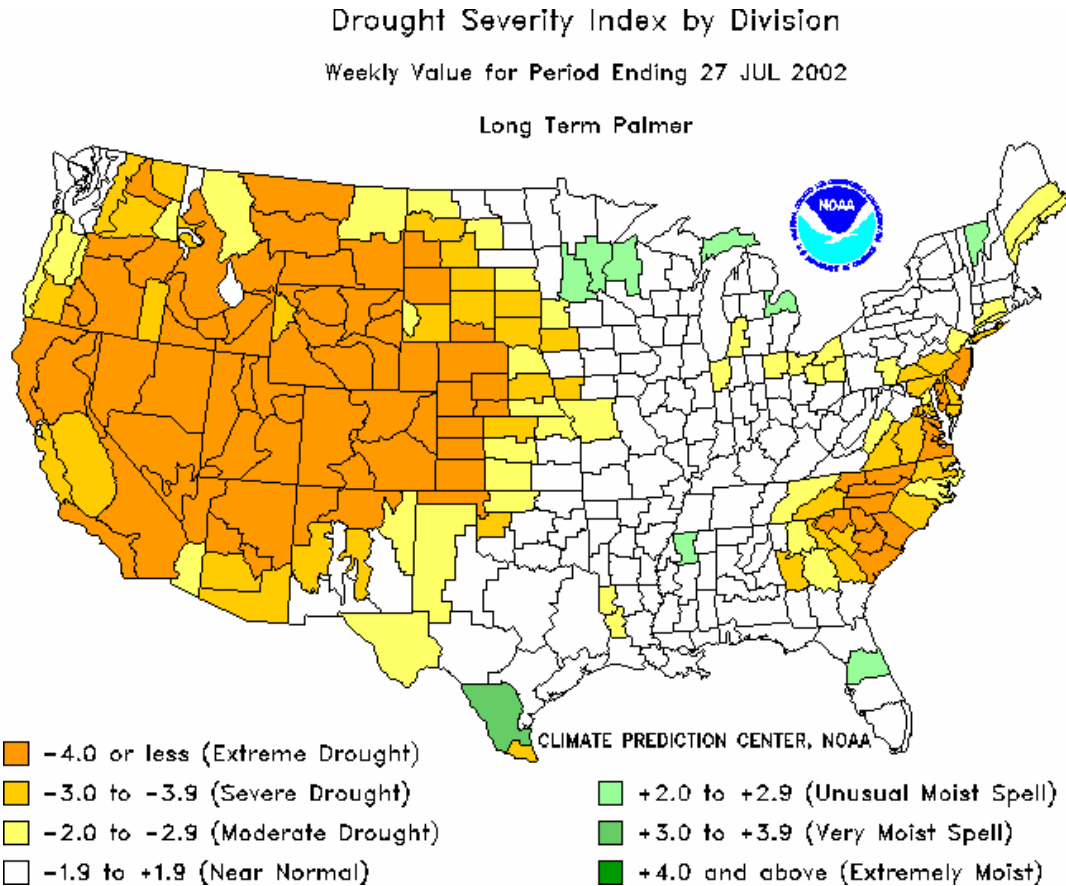 Drought Severity Index by Division
Weekly Value for Period Ending 27 JUL 2002
Long Term Palmer
NOAA
CLIMATE PREDICTION CENTER, NOAA
-4.0 or less (Extreme Drought)
-3.0 to -3.9 (Severe Drought)
-2.0 to -2.9 (Moderate Drought)
-1.9 to +1.9 (Near Normal)
+2.0 to +2.9 (Unusual Moist Spell)
+3.0 to +3.9 (Very Moist Spell)
+4.0 and above (Extremely Moist)